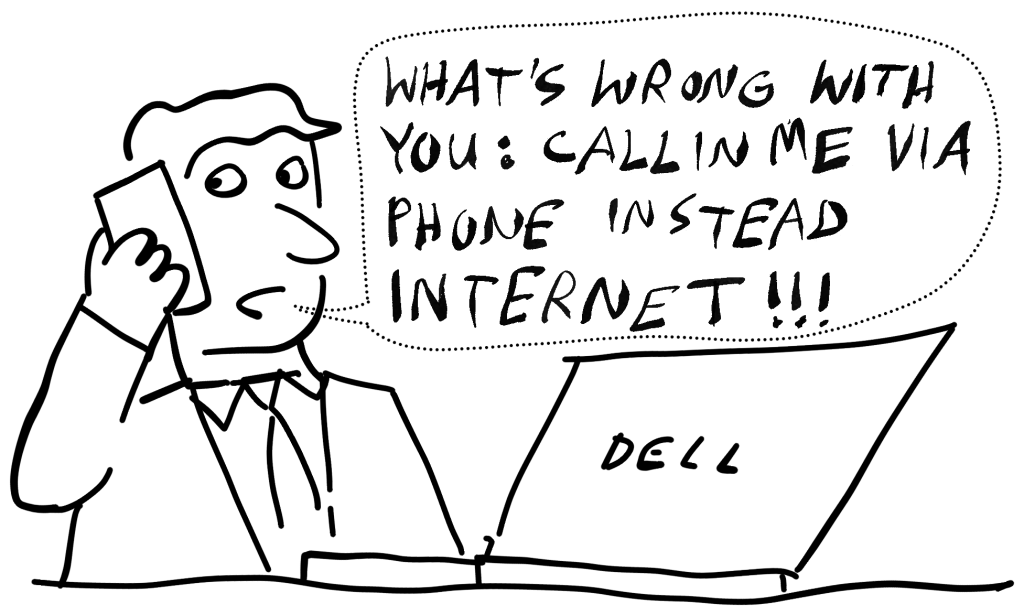 WHAT'S WRONG WITH
YOU: CALLIN ME VIA
PHONE INSTEAD
INTERNET!!!
DELL